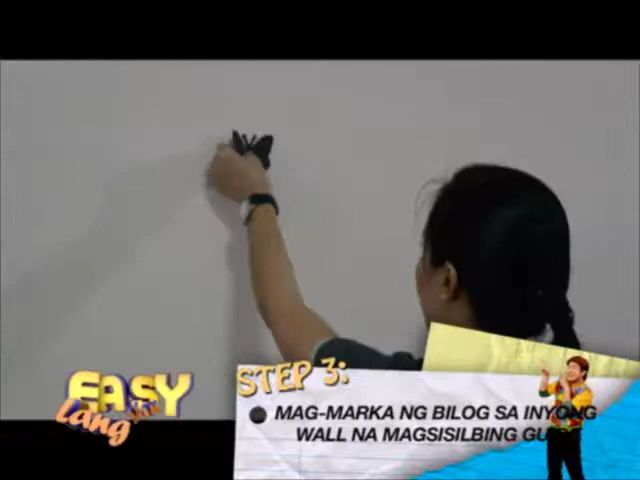 STEP 3:
MAG-MARKA NG BILOG SA INYONG
WALL NA MAGSISILBING
EASY
Lang